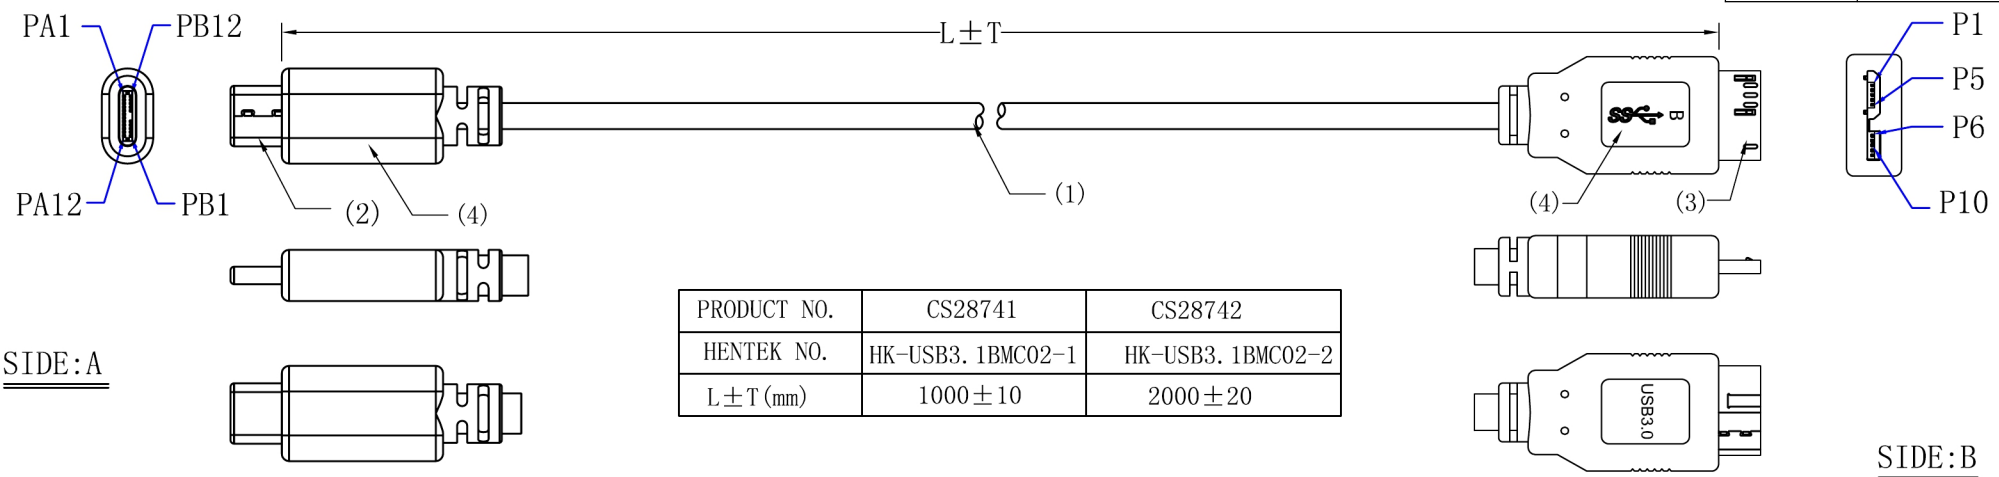 PA1
PB12
L±T
P1
P5
P6
P10
PA12
PB1
(2)
(4)
(1)
(4)
(3)
SS
B
PRODUCT NO. CS28741 CS28742
HENTEK NO. HK-USB3.1BMC02-1 HK-USB3.1BMC02-2
L±T(mm) 1000±10 2000±20
SIDE:A
USB3.0
SIDE:B